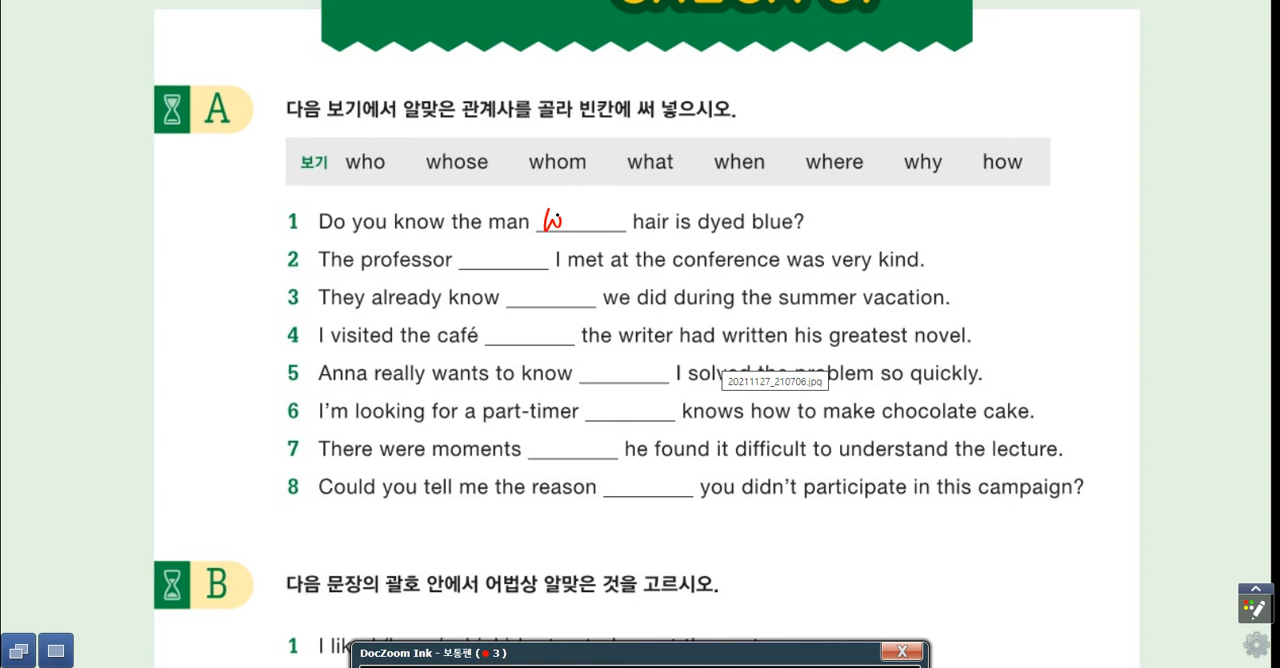 A 다음 보기에서 알맞은 관계사를 골라 빈칸에 써 넣으시오.
보기 who whose whom what when where why how
1 Do you know the man ________ hair is dyed blue?
2 The professor ________ I met at the conference was very kind.
3 They already know ________ we did during the summer vacation.
4 I visited the café ________ the writer had written his greatest novel.
5 Anna really wants to know ________ I solved the problem so quickly.
20211127_210706.jpg
6 I'm looking for a part-timer ________ knows how to make chocolate cake.
7 There were moments ________ he found it difficult to understand the lecture.
8 Could you tell me the reason ________ you didn't participate in this campaign?
B 다음 문장의 괄호 안에서 어법상 알맞은 것을 고르시오.
1 I
DocZoom Ink - 보통펜 ( 3 ) X